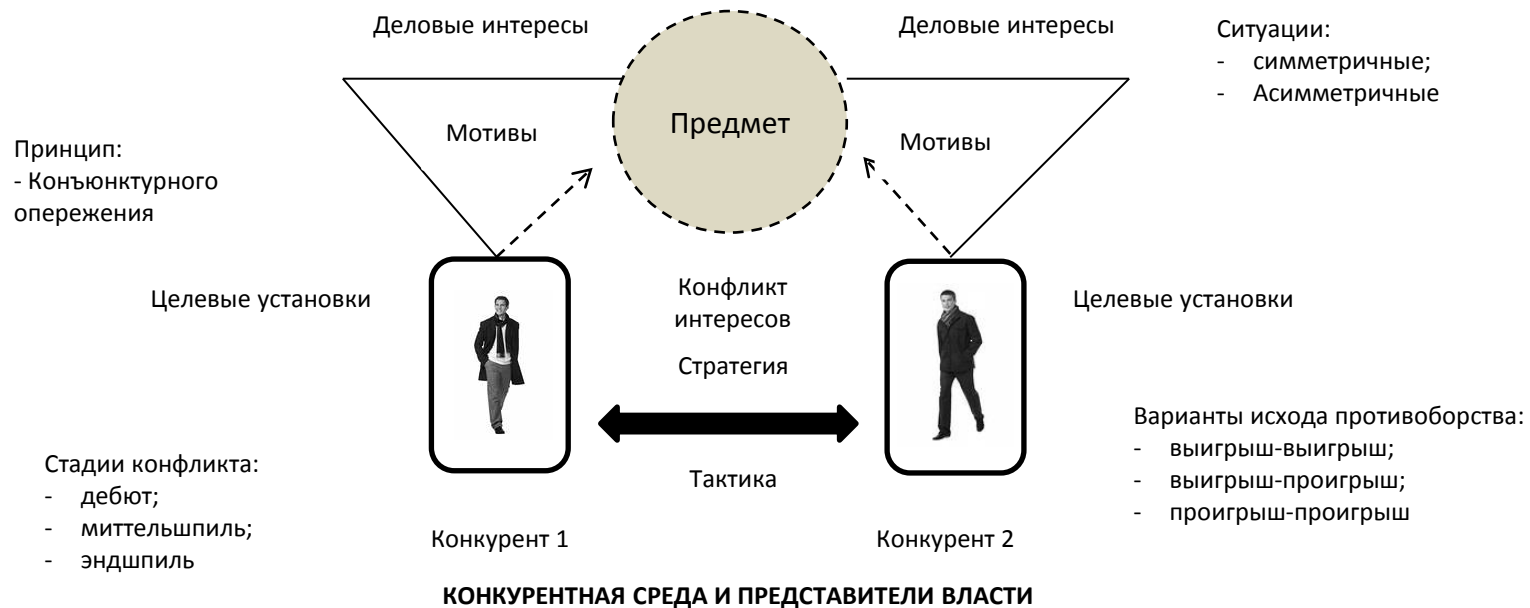 Деловые интересы
Деловые интересы
Ситуации:
- симметричные;
- Асимметричные
Предмет
Мотивы
Мотивы
Принцип:
- Конъюнктурного
опережения
Целевые установки
Конфликт
интересов
Целевые установки
Стратегия
Варианты исхода противоборства:
- выигрыш-выигрыш;
- выигрыш-проигрыш;
- проигрыш-проигрыш
Стадии конфликта:
- дебют;
- миттельшпиль;
- эндшпиль
Тактика
Конкурент 1
Конкурент 2
КОНКУРЕНТНАЯ СРЕДА И ПРЕДСТАВИТЕЛИ ВЛАСТИ